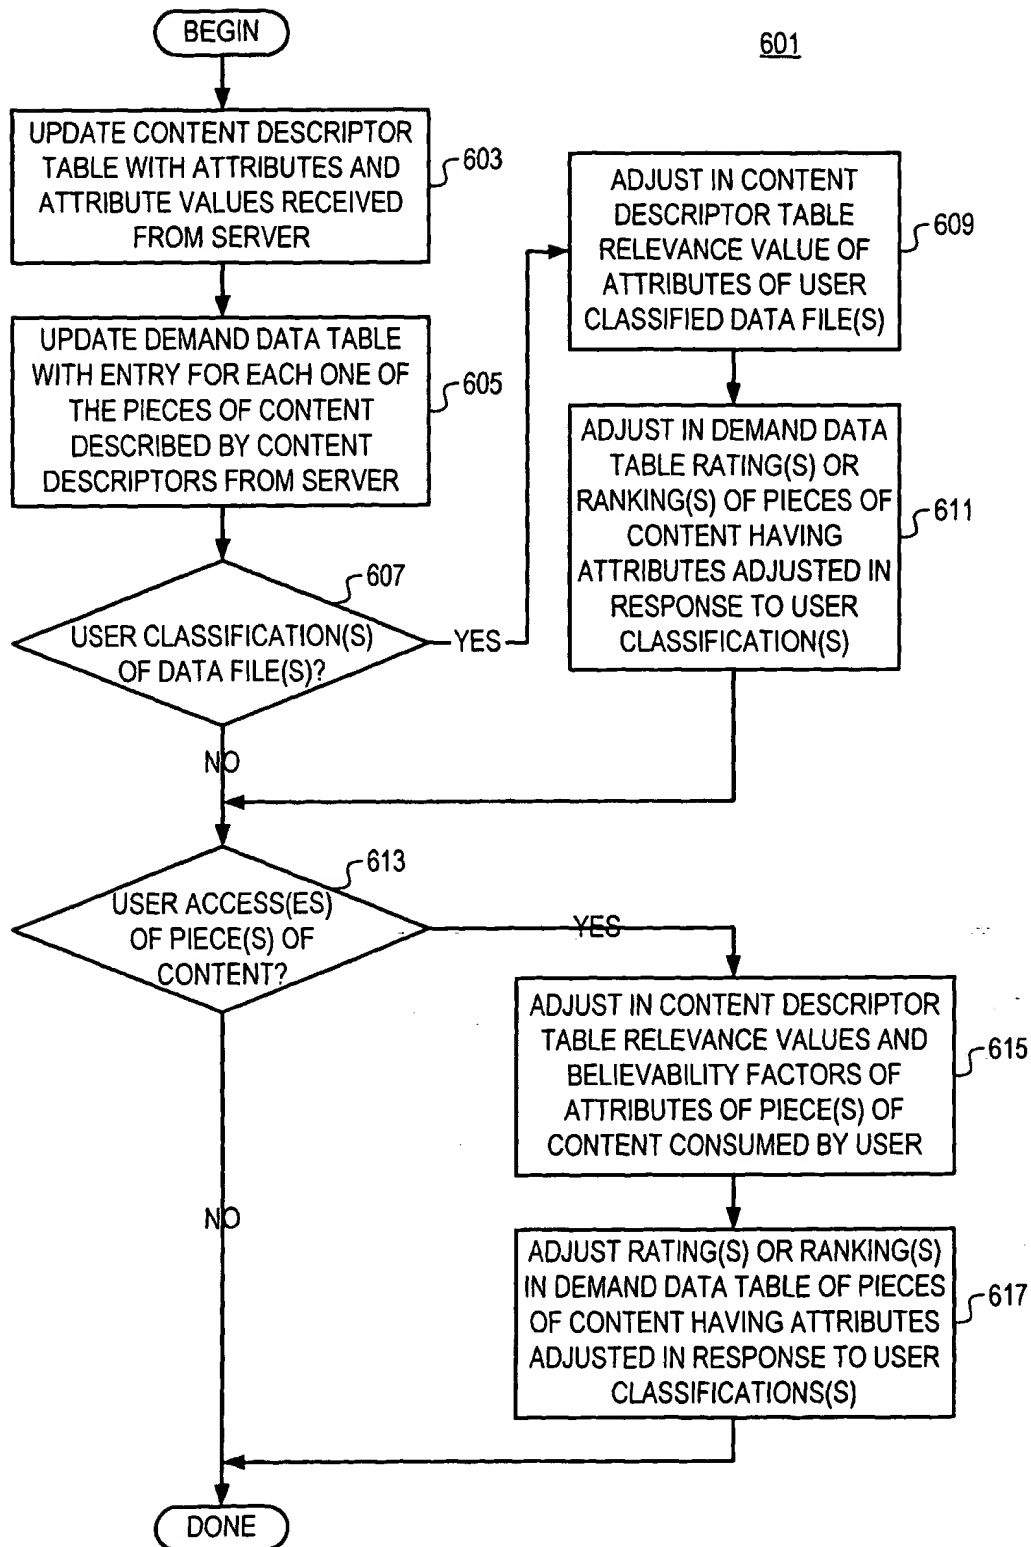 BEGIN
601
UPDATE CONTENT DESCRIPTOR
TABLE WITH ATTRIBUTES AND
ATTRIBUTE VALUES RECEIVED
FROM SERVER
603
UPDATE DEMAND DATA TABLE
WITH ENTRY FOR EACH ONE OF
THE PIECES OF CONTENT
DESCRIBED BY CONTENT
DESCRIPTORS FROM SERVER
605
607
USER CLASSIFICATION(S)
OF DATA FILE(S)?
YES
NO
ADJUST IN CONTENT
DESCRIPTOR TABLE
RELEVANCE VALUE OF
ATTRIBUTES OF USER
CLASSIFIED DATA FILE(S)
609
ADJUST IN DEMAND DATA
TABLE RATING(S) OR
RANKING(S) OF PIECES OF
CONTENT HAVING
ATTRIBUTES ADJUSTED IN
RESPONSE TO USER
CLASSIFICATION(S)
611
613
USER ACCESS(ES)
OF PIECE(S) OF
CONTENT?
YES
NO
ADJUST IN CONTENT DESCRIPTOR
TABLE RELEVANCE VALUES AND
BELIEVABILITY FACTORS OF
ATTRIBUTES OF PIECE(S) OF
CONTENT CONSUMED BY USER
615
ADJUST RATING(S) OR RANKING(S)
IN DEMAND DATA TABLE OF PIECES
OF CONTENT HAVING ATTRIBUTES
ADJUSTED IN RESPONSE TO USER
CLASSIFICATIONS(S)
617
DONE